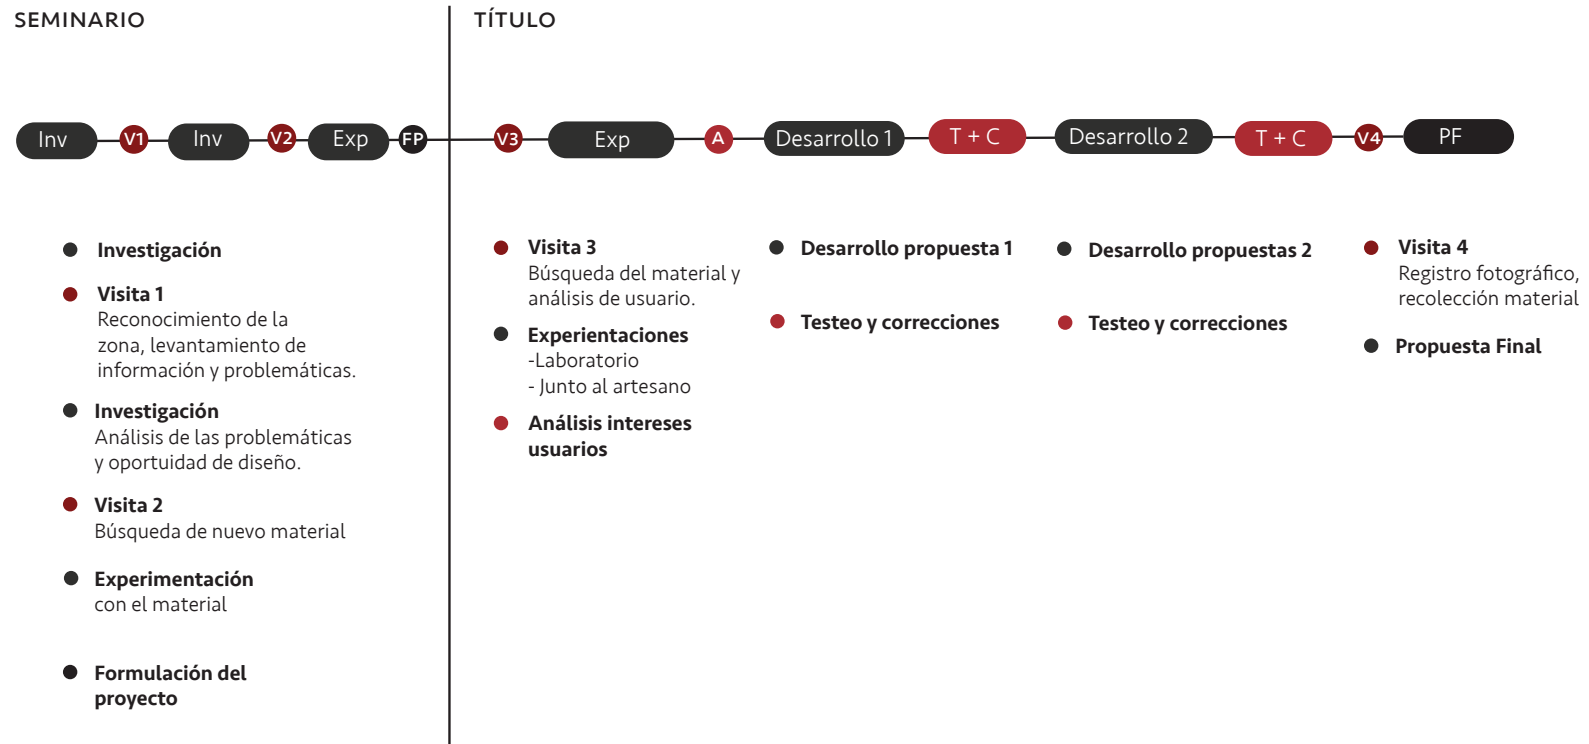 SEMINARIO
TÍTULO
Inv
V1
Inv
V2
Exp
FP
V3
Exp
A
Desarrollo 1
T + C
Desarrollo 2
T + C
V4
PF
Investigación
Visita 1
Reconocimiento de la
zona, levantamiento de
información y problemáticas.
Investigación
Análisis de las problemáticas
y oportuidad de diseño.
Visita 2
Búsqueda de nuevo material
Experimentación
con el material
Formulación del
proyecto
Visita 3
Búsqueda del material y
análisis de usuario.
Experientaciones
-Laboratorio
- Junto al artesano
Análisis intereses
usuarios
Desarrollo propuesta 1
Testeo y correcciones
Desarrollo propuestas 2
Testeo y correcciones
Visita 4
Registro fotográfico,
recolección material
Propuesta Final